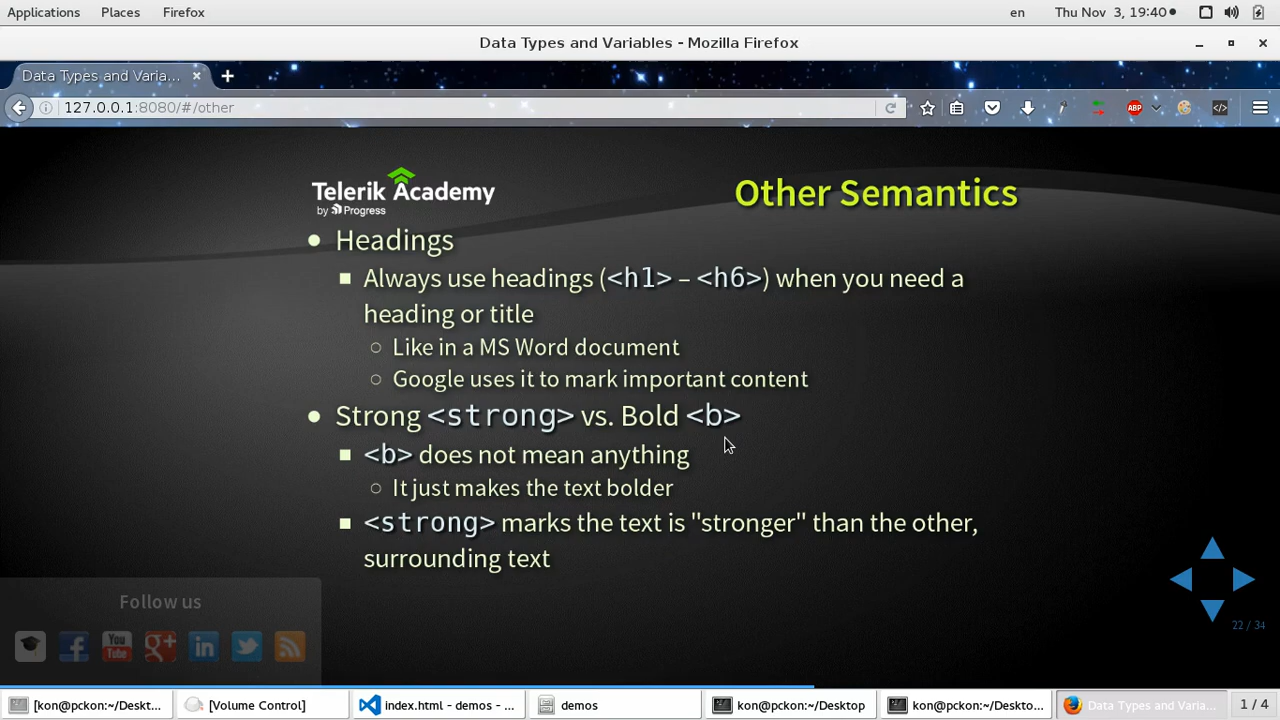 Applications Places Firefox en Thu Nov 3, 19:40
Data Types and Variables - Mozilla Firefox
Data Types and Varia...
127.0.0.1:8080/#/other
ABP
Telerik Academy
by Progress
Other Semantics
Headings
Always use headings (<h1> – <h6>) when you need a
heading or title
Like in a MS Word document
Google uses it to mark important content
Strong <strong> vs. Bold <b>
<b> does not mean anything
It just makes the text bolder
<strong> marks the text is "stronger" than the other,
surrounding text
Follow us
You
Tube
22 / 34
[kon@pckon:~/Deskt... [Volume Control] index.html - demos - ... demos kon@pckon:~/Desktop kon@pckon:~/Deskto... Data Types and Varia... 1 / 4